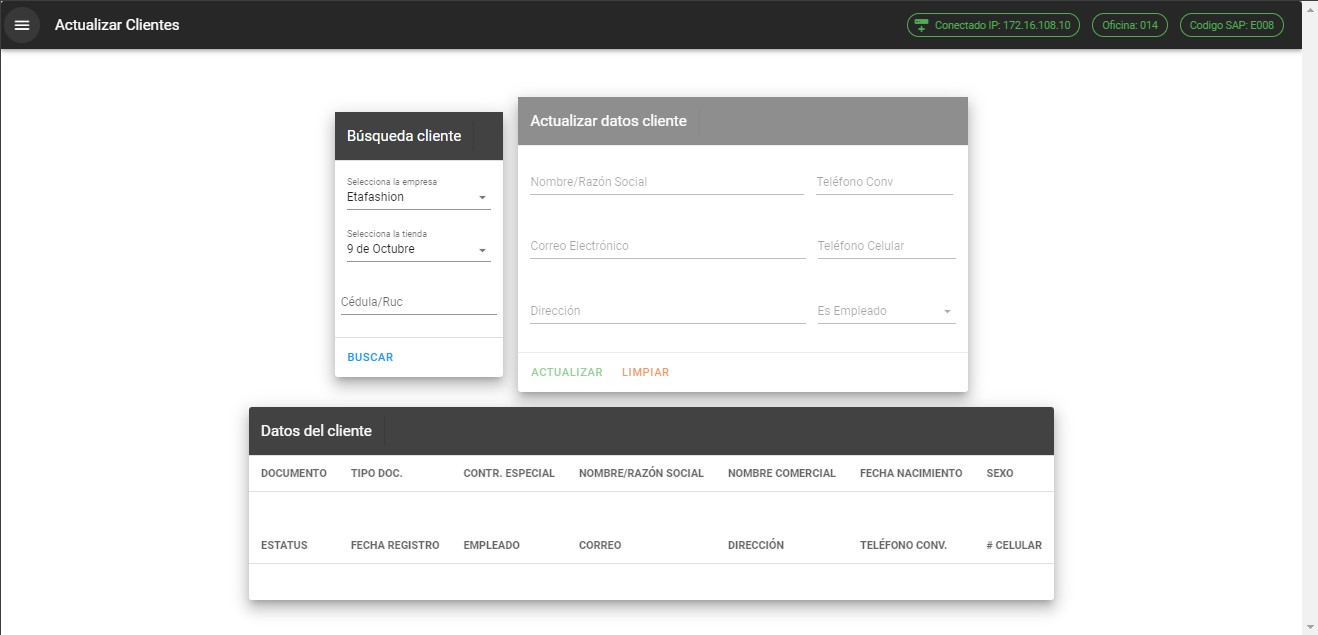 Actualizar Clientes
Conectado IP: 172.16.108.10
Oficina: 014
Codigo SAP: E008
Búsqueda cliente
Selecciona la empresa
Etafashion
Selecciona la tienda
9 de Octubre
Cédula/Ruc
BUSCAR
Actualizar datos cliente
Nombre/Razón Social Teléfono Conv
Correo Electrónico Teléfono Celular
Dirección Es Empleado
ACTUALIZAR LIMPIAR
Datos del cliente
DOCUMENTO TIPO DOC. CONTR. ESPECIAL NOMBRE/RAZÓN SOCIAL NOMBRE COMERCIAL FECHA NACIMIENTO SEXO
ESTATUS FECHA REGISTRO EMPLEADO CORREO DIRECCIÓN TELÉFONO CONV. # CELULAR